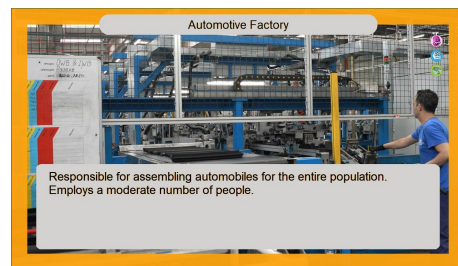 Automotive Factory
Responsible for assembling automobiles for the entire population.
Employs a moderate number of people.